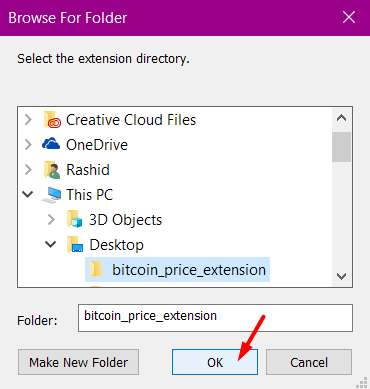 Browse For Folder
Select the extension directory.
Creative Cloud Files
OneDrive
Rashid
This PC
3D Objects
Desktop
bitcoin_price_extension
Folder: bitcoin_price_extension
Make New Folder OK Cancel